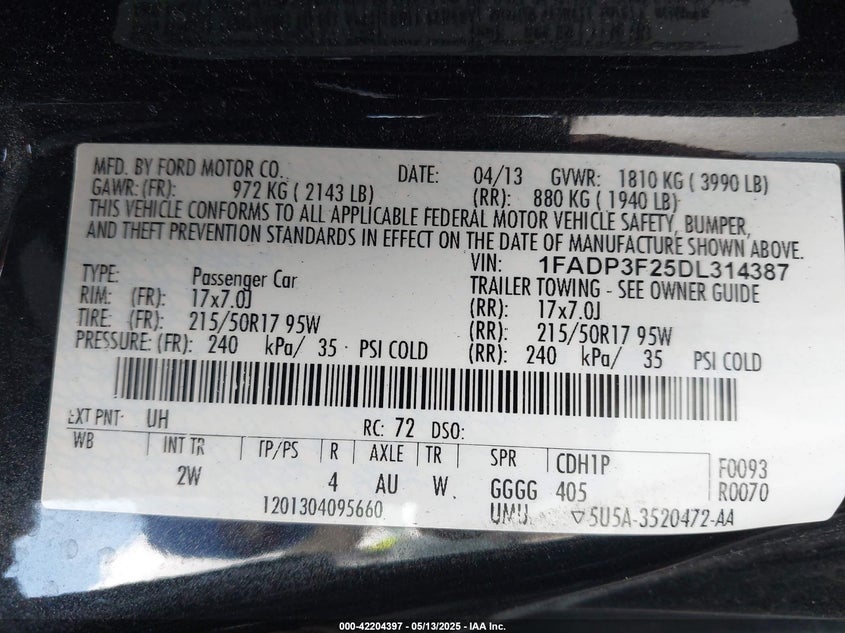 MFD. BY FORD MOTOR CO. DATE: 04/13 GVWR: 1810 KG ( 3990 LB)
GAWR: (FR): 972 KG ( 2143 LB) (RR): 880 KG ( 1940 LB)
THIS VEHICLE CONFORMS TO ALL APPLICABLE FEDERAL MOTOR VEHICLE SAFETY, BUMPER,
AND THEFT PREVENTION STANDARDS IN EFFECT ON THE DATE OF MANUFACTURE SHOWN ABOVE.
VIN: 1FADP3F25DL314387
TYPE: Passenger Car TRAILER TOWING - SEE OWNER GUIDE
RIM: (FR): 17x7.0J (RR): 17x7.0J
TIRE: (FR): 215/50R17 95W (RR): 215/50R17 95W
PRESSURE: (FR): 240 kPa/ 35 PSI COLD (RR): 240 kPa/ 35 PSI COLD
EXT PNT: UH RC: 72 DSO:
WB INT TR TP/PS R AXLE TR SPR CDH1P F0093
2W 4 AU W. GGGG 405 R0070
1201304095660 UMU ▽5U5A-3520472-AA
000-42204397 - 05/13/2025 - IAA Inc.